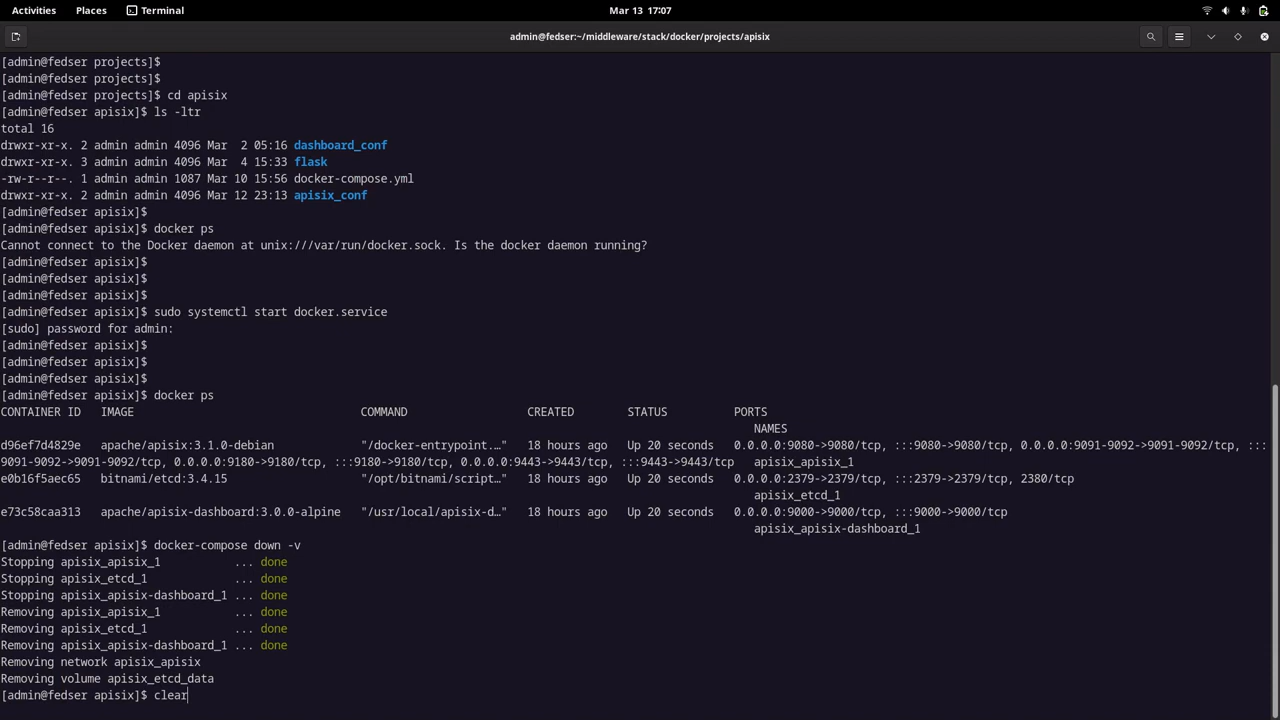 Activities Places Terminal Mar 13 17:07
admin@fedser:~/middleware/stack/docker/projects/apisix
[admin@fedser projects]$
[admin@fedser projects]$
[admin@fedser projects]$ cd apisix
[admin@fedser apisix]$ ls -ltr
total 16
drwxr-xr-x. 2 admin admin 4096 Mar  2 05:16 dashboard_conf
drwxr-xr-x. 3 admin admin 4096 Mar  4 15:33 flask
-rw-r--r--. 1 admin admin 1087 Mar 10 15:56 docker-compose.yml
drwxr-xr-x. 2 admin admin 4096 Mar 12 23:13 apisix_conf
[admin@fedser apisix]$
[admin@fedser apisix]$ docker ps
Cannot connect to the Docker daemon at unix:///var/run/docker.sock. Is the docker daemon running?
[admin@fedser apisix]$
[admin@fedser apisix]$
[admin@fedser apisix]$
[admin@fedser apisix]$ sudo systemctl start docker.service
[sudo] password for admin:
[admin@fedser apisix]$
[admin@fedser apisix]$
[admin@fedser apisix]$
[admin@fedser apisix]$ docker ps
CONTAINER ID   IMAGE                                  COMMAND                  CREATED        STATUS          PORTS
NAMES
d96ef7d4829e   apache/apisix:3.1.0-debian             "/docker-entrypoint.…"   18 hours ago   Up 20 seconds   0.0.0.0:9080->9080/tcp, :::9080->9080/tcp, 0.0.0.0:9091-9092->9091-9092/tcp, :::
9091-9092->9091-9092/tcp, 0.0.0.0:9180->9180/tcp, :::9180->9180/tcp, 0.0.0.0:9443->9443/tcp, :::9443->9443/tcp   apisix_apisix_1
e0b16f5aec65   bitnami/etcd:3.4.15                    "/opt/bitnami/script…"   18 hours ago   Up 20 seconds   0.0.0.0:2379->2379/tcp, :::2379->2379/tcp, 2380/tcp
apisix_etcd_1
e73c58caa313   apache/apisix-dashboard:3.0.0-alpine   "/usr/local/apisix-d…"   18 hours ago   Up 20 seconds   0.0.0.0:9000->9000/tcp, :::9000->9000/tcp
apisix_apisix-dashboard_1
[admin@fedser apisix]$ docker-compose down -v
Stopping apisix_apisix_1           ... done
Stopping apisix_etcd_1             ... done
Stopping apisix_apisix-dashboard_1 ... done
Removing apisix_apisix_1           ... done
Removing apisix_etcd_1             ... done
Removing apisix_apisix-dashboard_1 ... done
Removing network apisix_apisix
Removing volume apisix_etcd_data
[admin@fedser apisix]$ clear